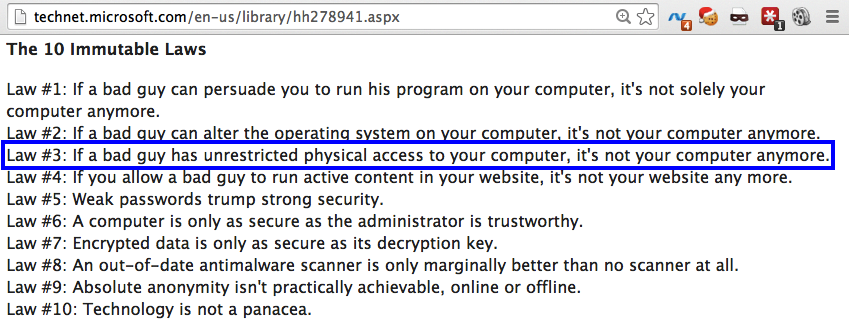 technet.microsoft.com/en-us/library/hh278941.aspx
4
1
The 10 Immutable Laws
Law #1: If a bad guy can persuade you to run his program on your computer, it's not solely your
computer anymore.
Law #2: If a bad guy can alter the operating system on your computer, it's not your computer anymore.
Law #3: If a bad guy has unrestricted physical access to your computer, it's not your computer anymore.
Law #4: If you allow a bad guy to run active content in your website, it's not your website any more.
Law #5: Weak passwords trump strong security.
Law #6: A computer is only as secure as the administrator is trustworthy.
Law #7: Encrypted data is only as secure as its decryption key.
Law #8: An out-of-date antimalware scanner is only marginally better than no scanner at all.
Law #9: Absolute anonymity isn't practically achievable, online or offline.
Law #10: Technology is not a panacea.